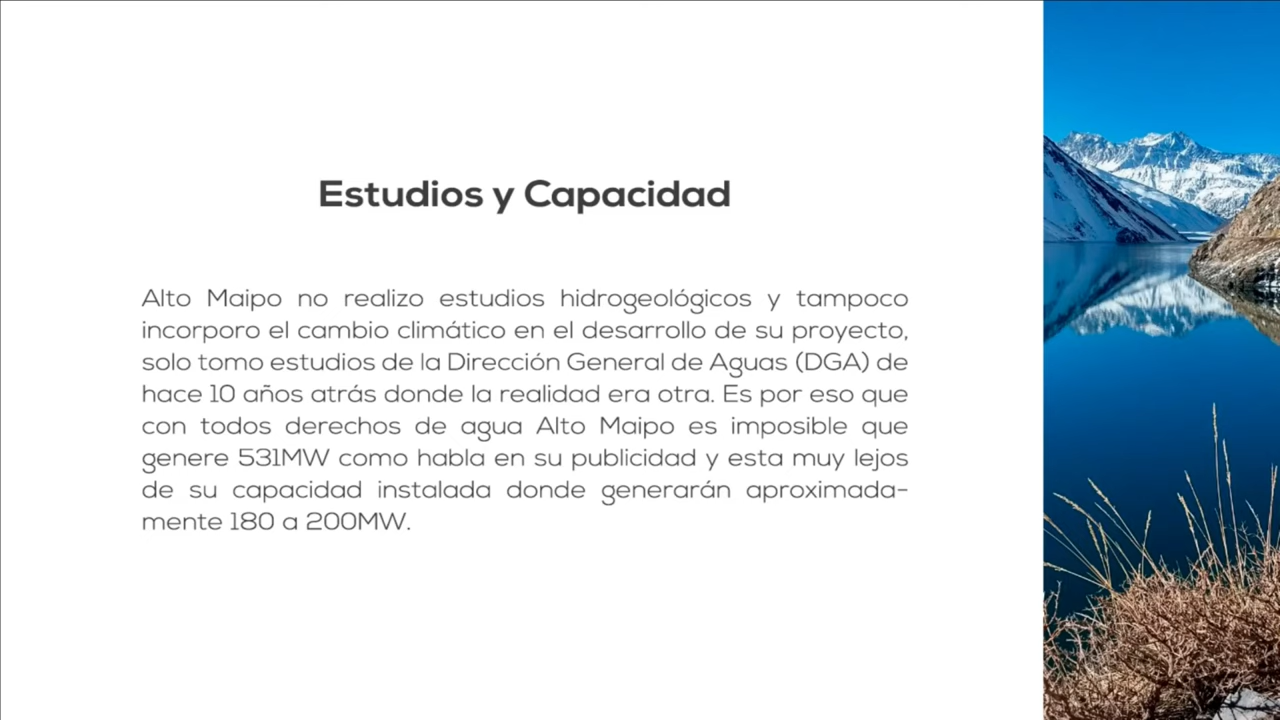 Estudios y Capacidad
Alto Maipo no realizo estudios hidrogeológicos y tampoco
incorporo el cambio climático en el desarrollo de su proyecto,
solo tomo estudios de la Dirección General de Aguas (DGA) de
hace 10 años atrás donde la realidad era otra. Es por eso que
con todos derechos de agua Alto Maipo es imposible que
genere 531MW como habla en su publicidad y esta muy lejos
de su capacidad instalada donde generarán aproximada-
mente 180 a 200MW.